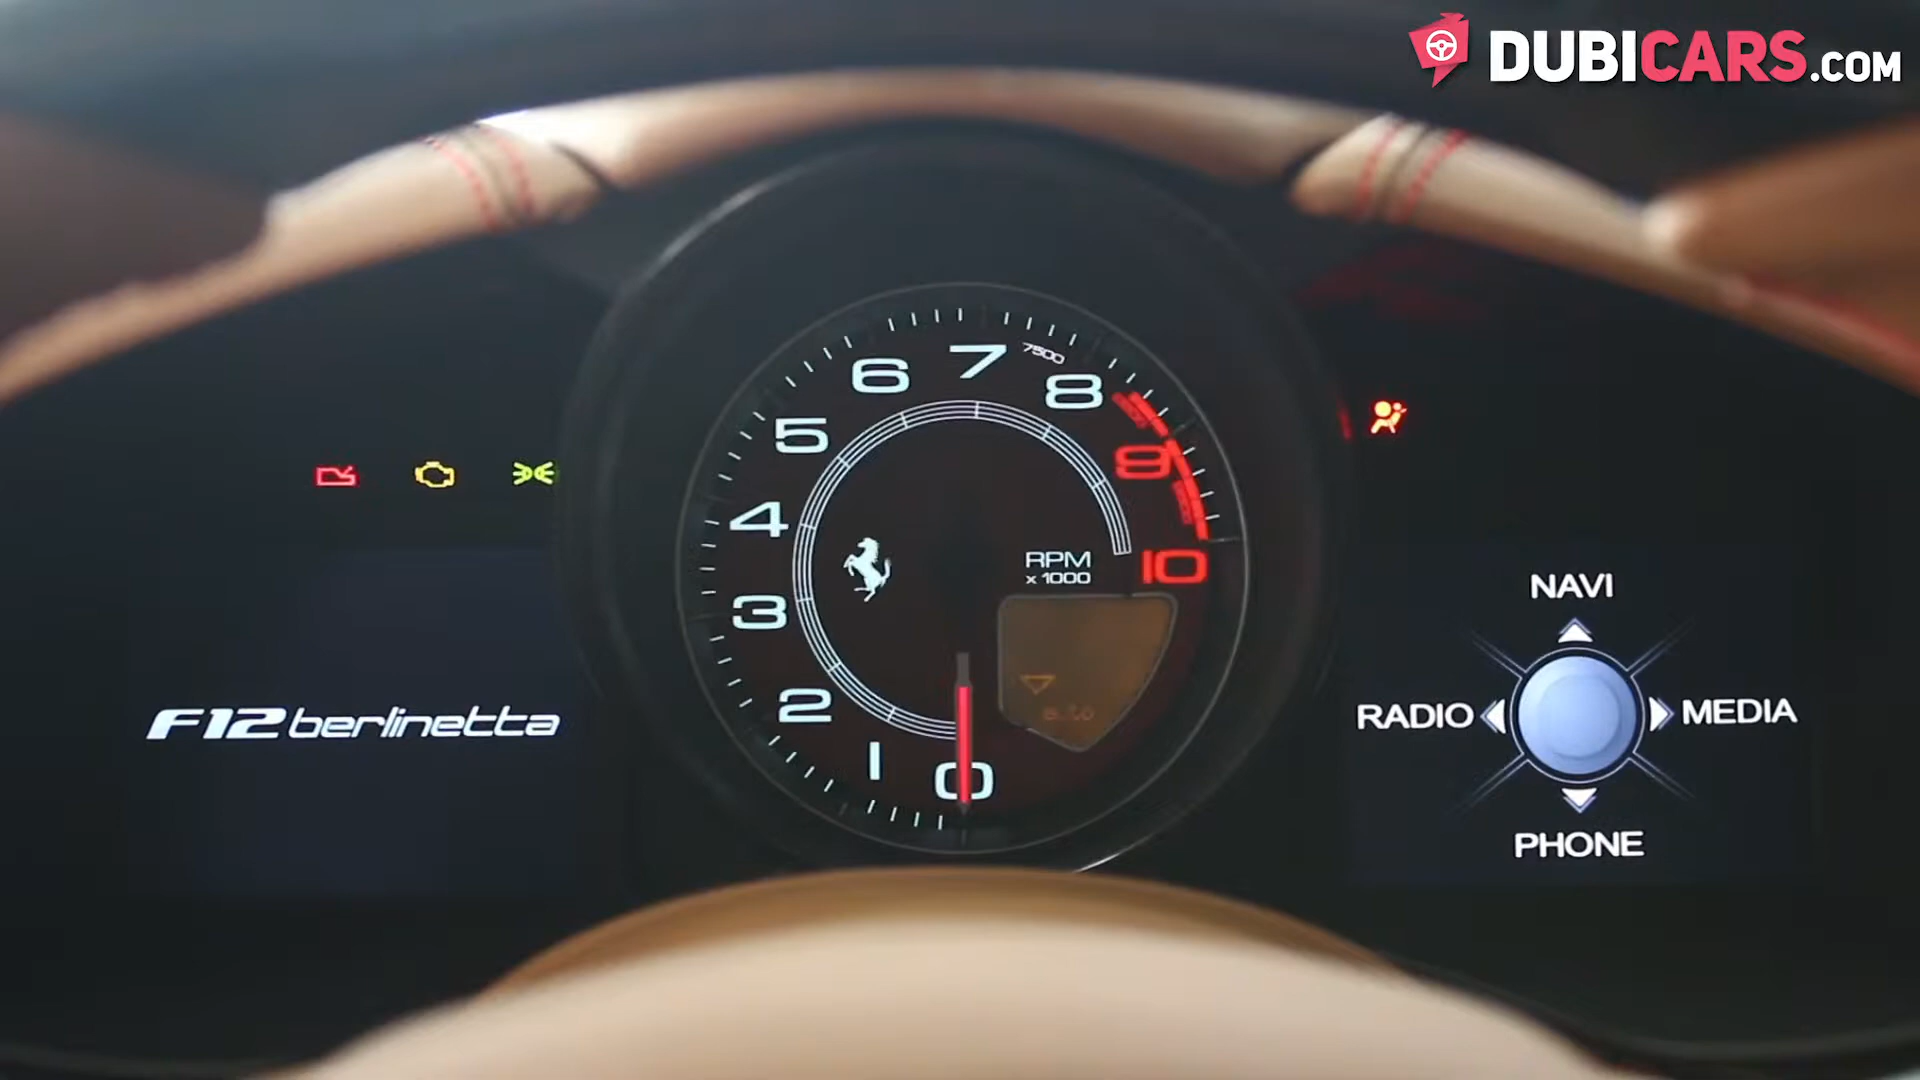 DUBICARS.COM
7
7500
6
8
5
9
4
RPM
x 1000
10
3
NAVI
2
RADIO
MEDIA
F12berlinetta
1
0
PHONE